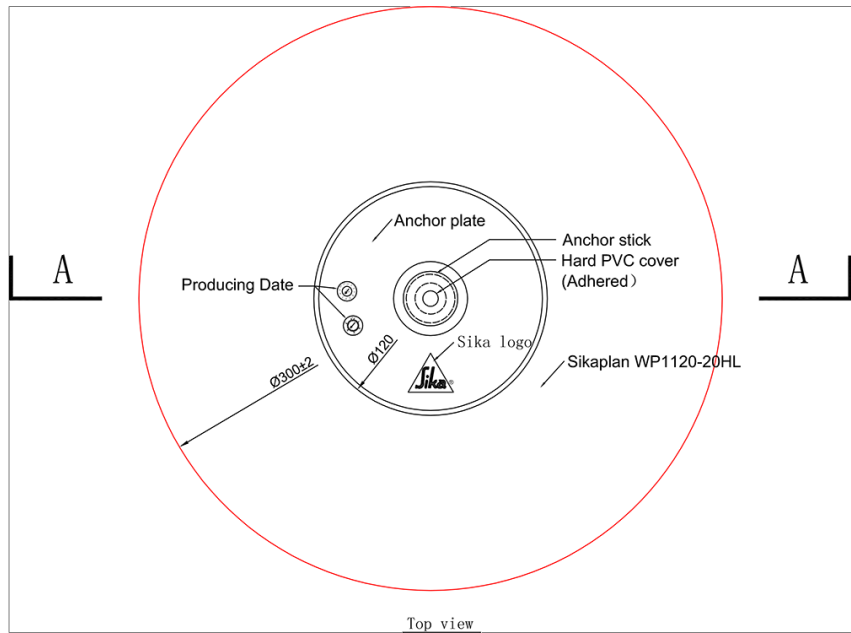 Anchor plate
Anchor stick
Hard PVC cover
(Adhered）
A
A
Producing Date
Ø120
Sika logo
Ø300±2
Sikaplan WP1120-20HL
Sika®
Top view